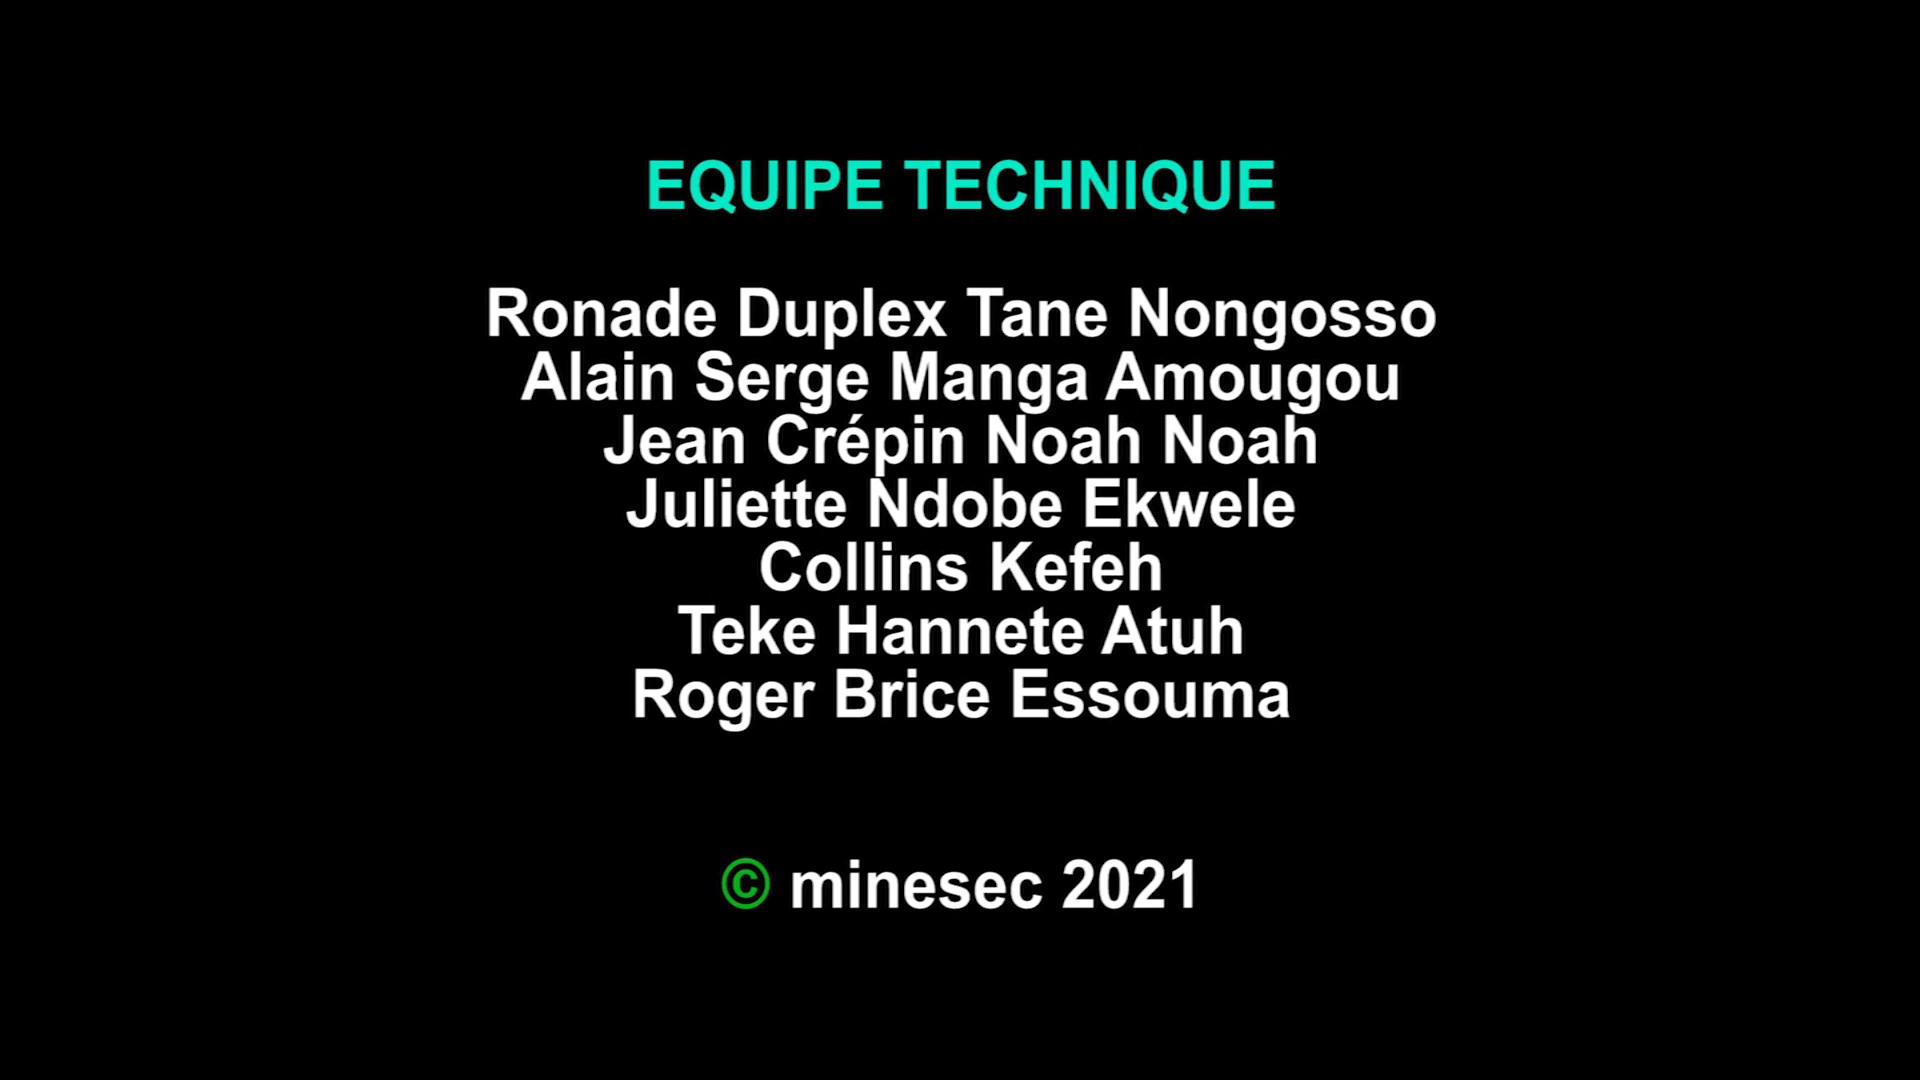 EQUIPE TECHNIQUE
Ronade Duplex Tane Nongosso
Alain Serge Manga Amougou
Jean Crépin Noah Noah
Juliette Ndobe Ekwele
Collins Kefeh
Teke Hannete Atuh
Roger Brice Essouma
© minesec 2021